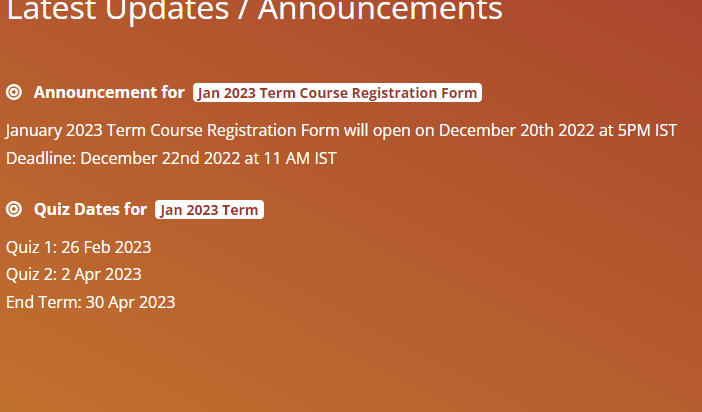 Latest Updates / Announcements
Announcement for Jan 2023 Term Course Registration Form
January 2023 Term Course Registration Form will open on December 20th 2022 at 5PM IST
Deadline: December 22nd 2022 at 11 AM IST
Quiz Dates for Jan 2023 Term
Quiz 1: 26 Feb 2023
Quiz 2: 2 Apr 2023
End Term: 30 Apr 2023